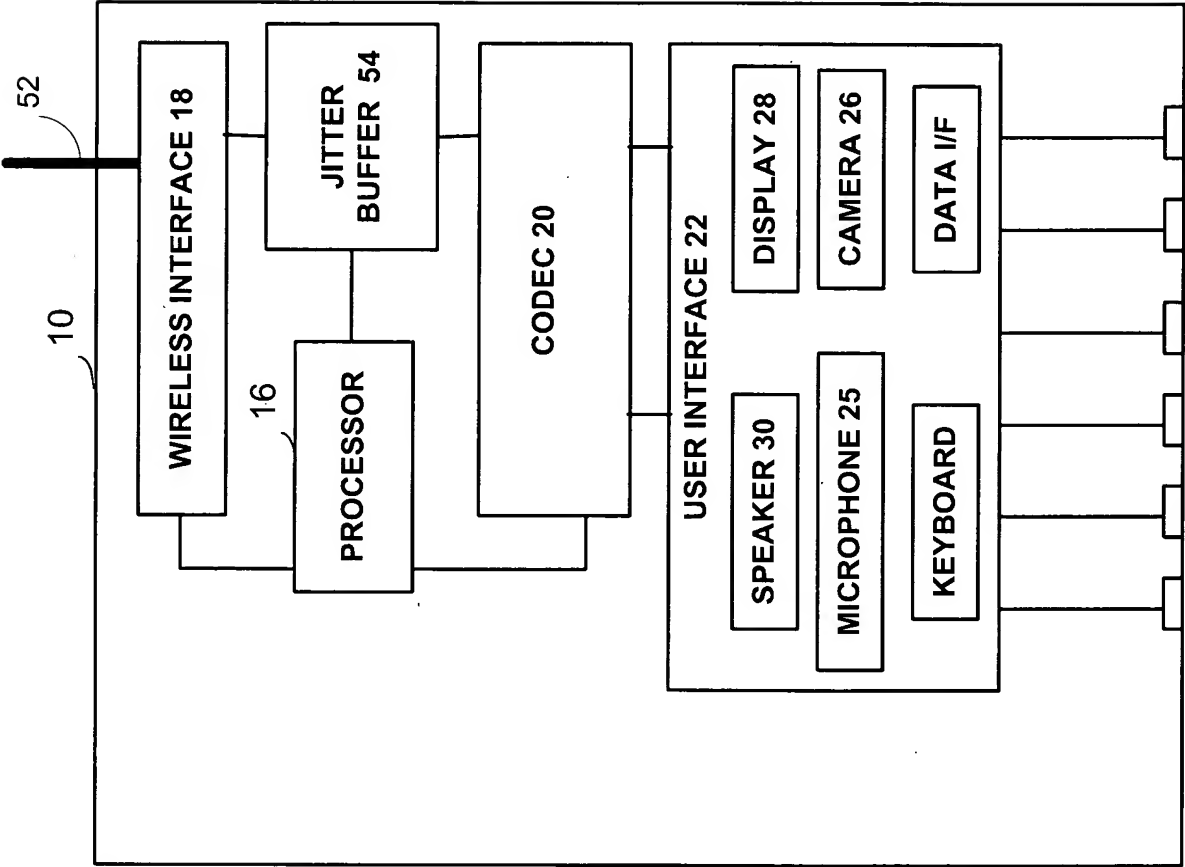 52
10
WIRELESS INTERFACE 18
JITTER
BUFFER 54
16
PROCESSOR
CODEC 20
USER INTERFACE 22
SPEAKER 30
DISPLAY 28
MICROPHONE 25
CAMERA 26
KEYBOARD
DATA I/F